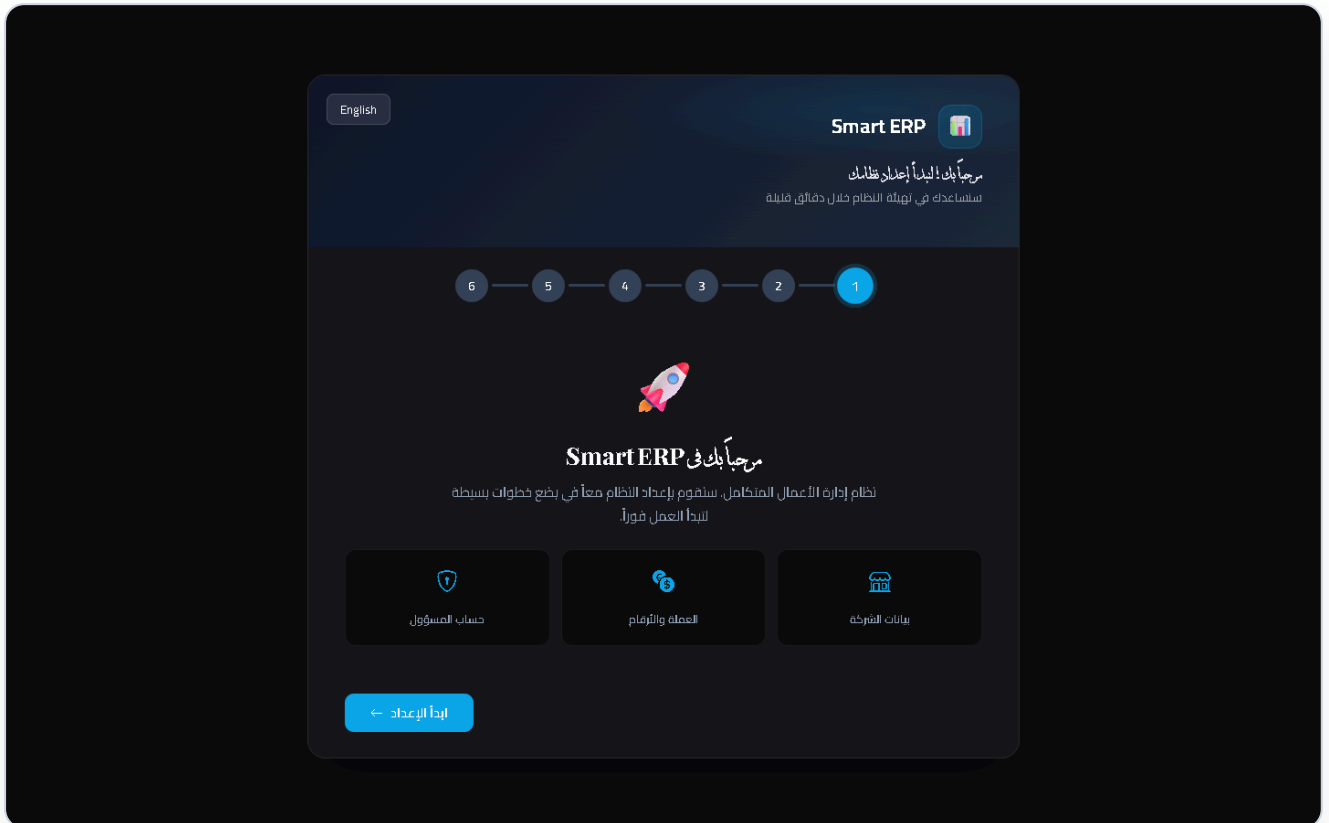 English
Smart ERP
مرحباً بك! لنبدأ إعداد نظامك
سنساعدك في تهيئة النظام خلال دقائق قليلة
1 2 3 4 5 6
مرحباً بك في Smart ERP
نظام إدارة الأعمال المتكامل. سنقوم بإعداد النظام معاً في بضع خطوات بسيطة
لتبدأ العمل فوراً.
بيانات الشركة
العملة والأرقام
حساب المسؤول
ابدأ الإعداد ←